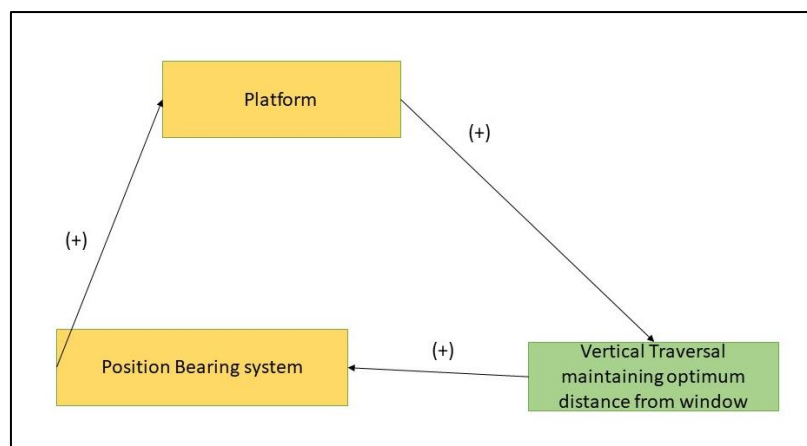 Platform
(+)
(+)
Position Bearing system
(+)
Vertical Traversal
maintaining optimum
distance from window